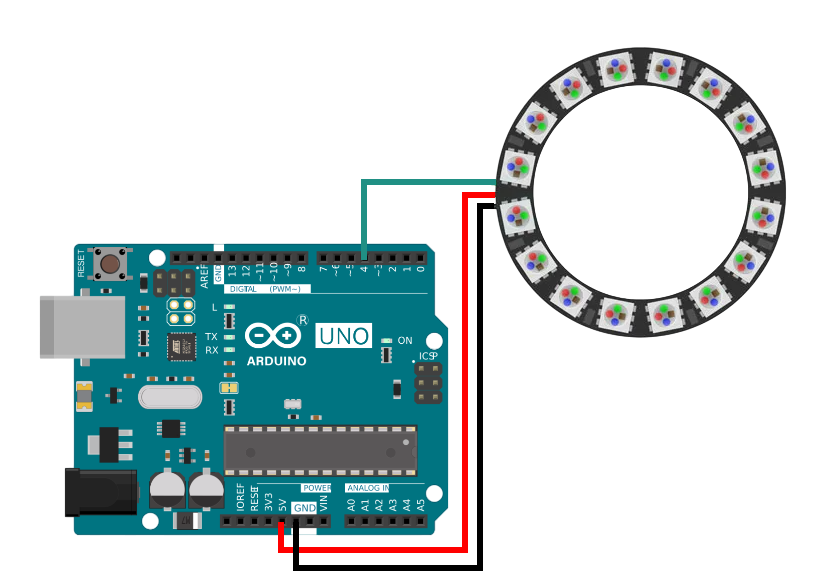 RESET
AREF
GND
13
12
~11
~10
~9
8
7
~6
~5
4
~3
2
1
0
DIGITAL (PWM~)
L
TX
RX
R
UNO
ARDUINO
ON
ICSP
POWER
ANALOG IN
IOREF
RESET
3V3
5V
GND
VIN
A0
A1
A2
A3
A4
A5